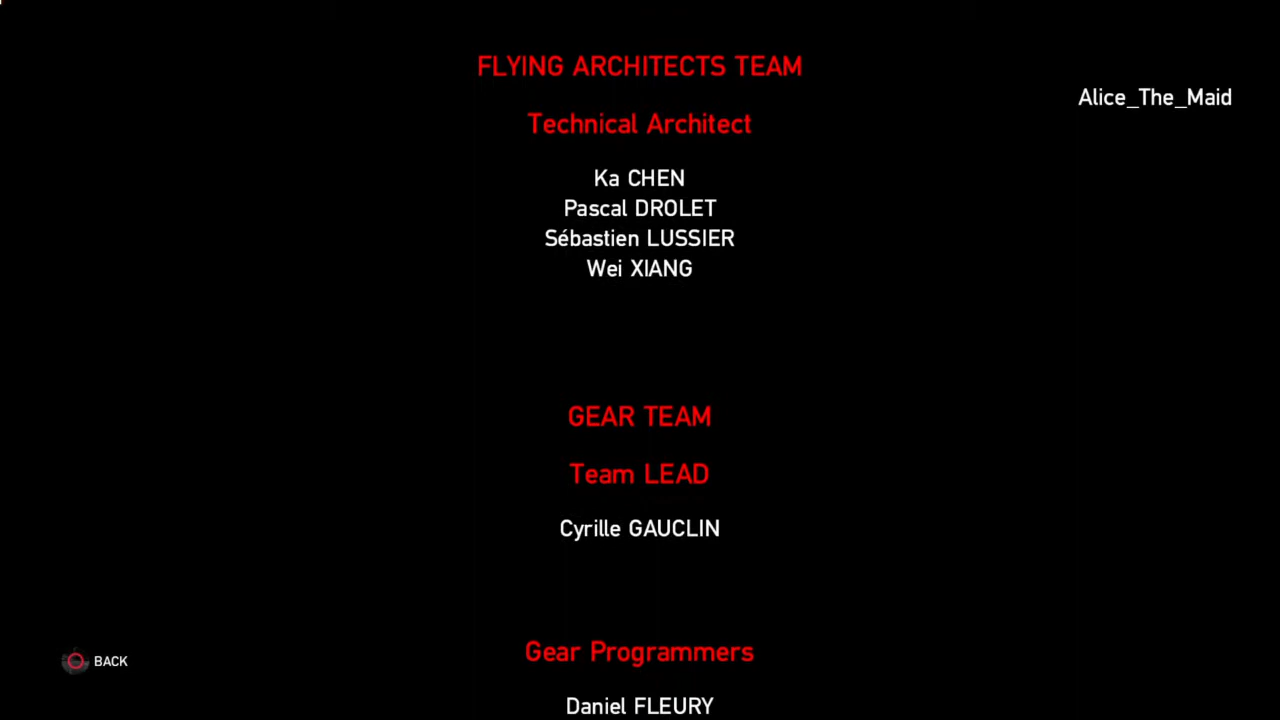 FLYING ARCHITECTS TEAM
Alice_The_Maid
Technical Architect
Ka CHEN
Pascal DROLET
Sébastien LUSSIER
Wei XIANG
GEAR TEAM
Team LEAD
Cyrille GAUCLIN
Gear Programmers
BACK
Daniel FLEURY